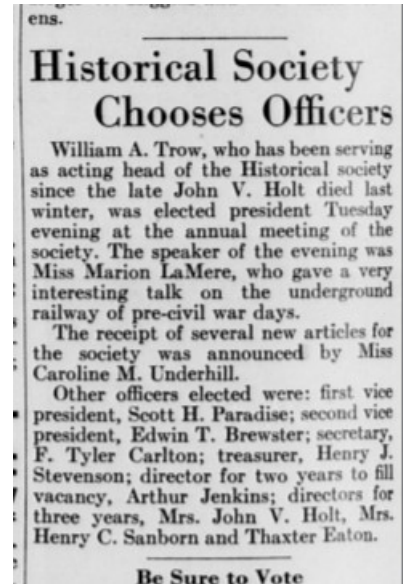 ens.
Historical Society
Chooses Officers
William A. Trow, who has been serving
as acting head of the Historical society
since the late John V. Holt died last
winter, was elected president Tuesday
evening at the annual meeting of the
society. The speaker of the evening was
Miss Marion LaMere, who gave a very
interesting talk on the underground
railway of pre-civil war days.
The receipt of several new articles for
the society was announced by Miss
Caroline M. Underhill.
Other officers elected were: first vice
president, Scott H. Paradise; second vice
president, Edwin T. Brewster; secretary,
F. Tyler Carlton; treasurer, Henry J.
Stevenson; director for two years to fill
vacancy, Arthur Jenkins; directors for
three years, Mrs. John V. Holt, Mrs.
Henry C. Sanborn and Thaxter Eaton.
Be Sure to Vote